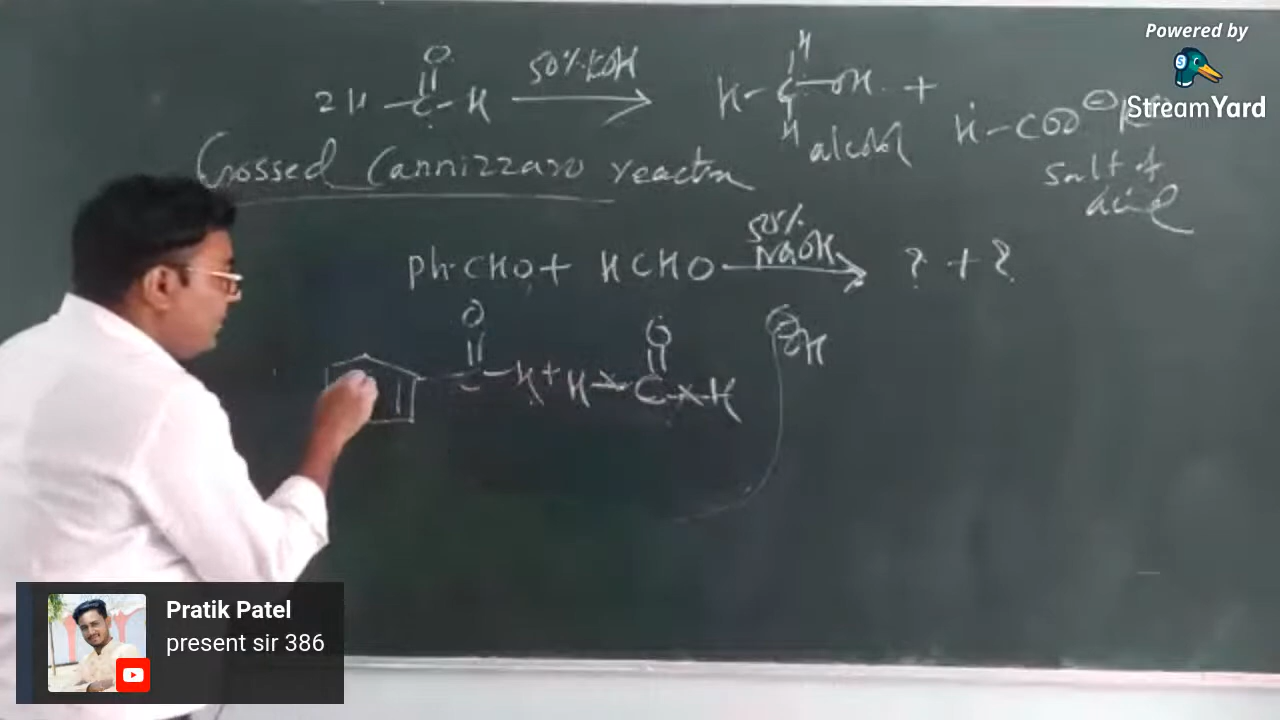 Powered by
StreamYard
O
2H-C-H 50% KOH → H-C-OH + H-COO⊖K⊕
H
H alcohol
salt of
acid
Crossed Cannizzaro reaction
50%
Ph-CHO + HCHO NaOH → ? + ?
O O ⊖OH
C-H + H-C-H
Pratik Patel
present sir 386